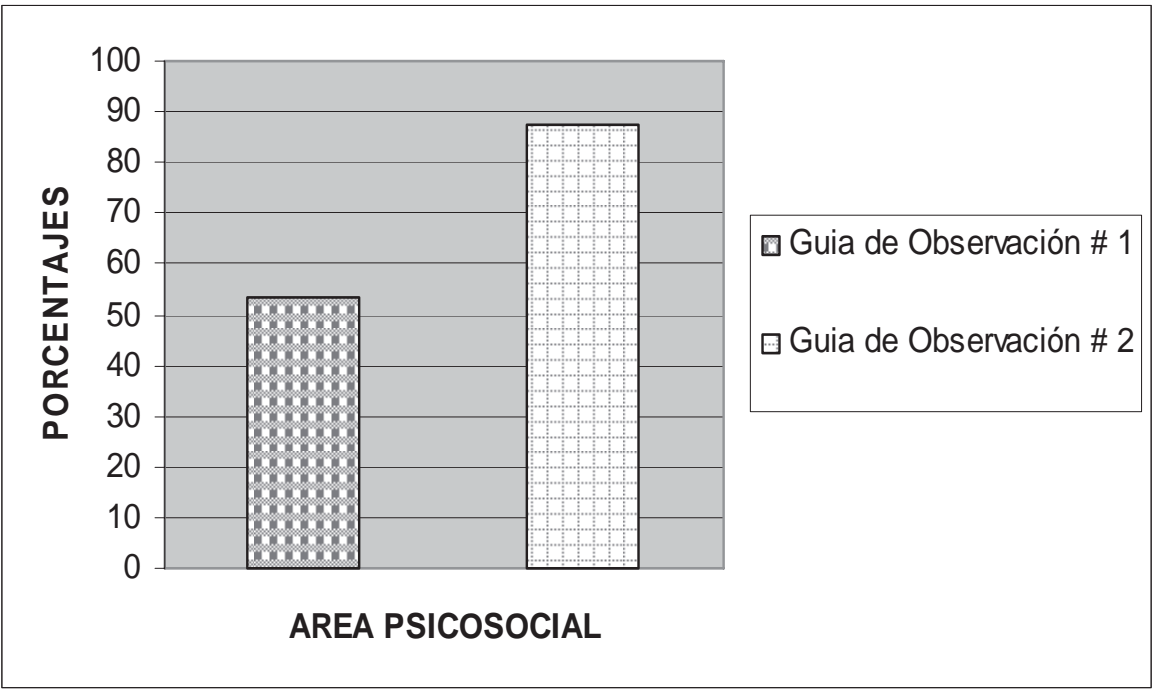 100
90
80
70
60
50
40
30
20
10
0
PORCENTAJES
AREA PSICOSOCIAL
Guia de Observación # 1
Guia de Observación # 2